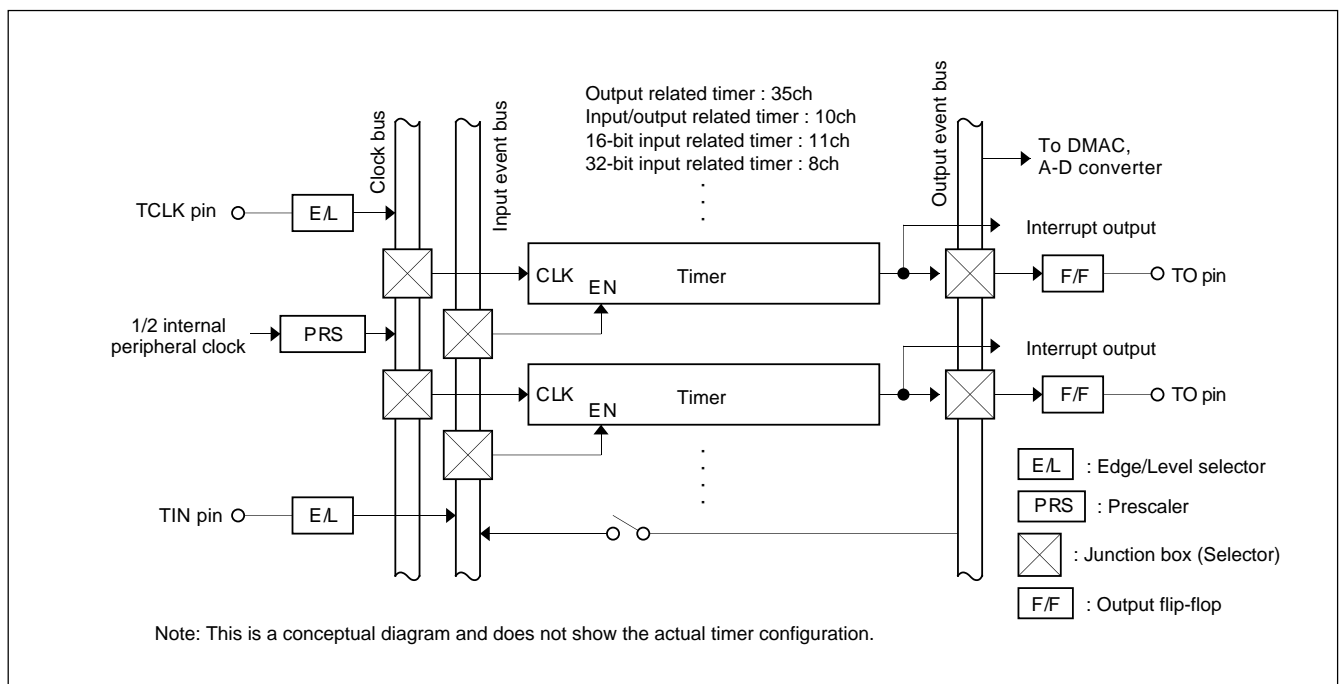 Output related timer : 35ch
Input/output related timer : 10ch
16-bit input related timer : 11ch
32-bit input related timer : 8ch
Clock bus
Input event bus
Output event bus
To DMAC,
A-D converter
TCLK pin
E/L
Interrupt output
CLK
EN
Timer
F/F
TO pin
1/2 internal
peripheral clock
PRS
Interrupt output
CLK
EN
Timer
F/F
TO pin
TIN pin
E/L
E/L : Edge/Level selector
PRS : Prescaler
: Junction box (Selector)
F/F : Output flip-flop
Note: This is a conceptual diagram and does not show the actual timer configuration.